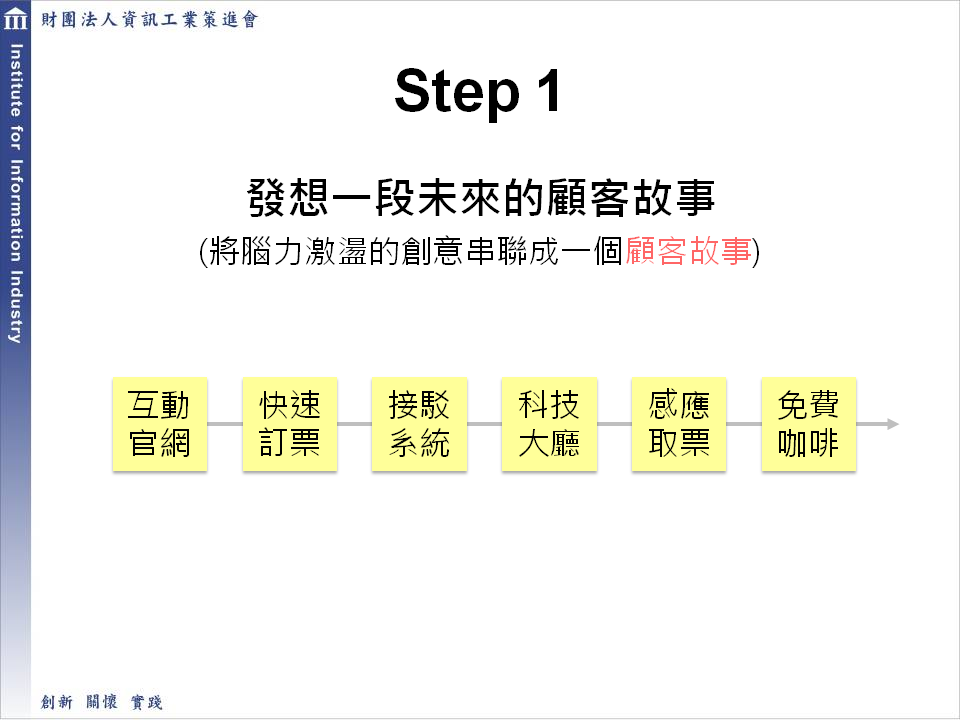 財團法人資訊工業策進會
Institute for Information Industry
Step 1
發想一段未來的顧客故事
(將腦力激盪的創意串聯成一個顧客故事)
互動
官網
快速
訂票
接駁
系統
科技
大廳
感應
取票
免費
咖啡
創新 關懷 實踐